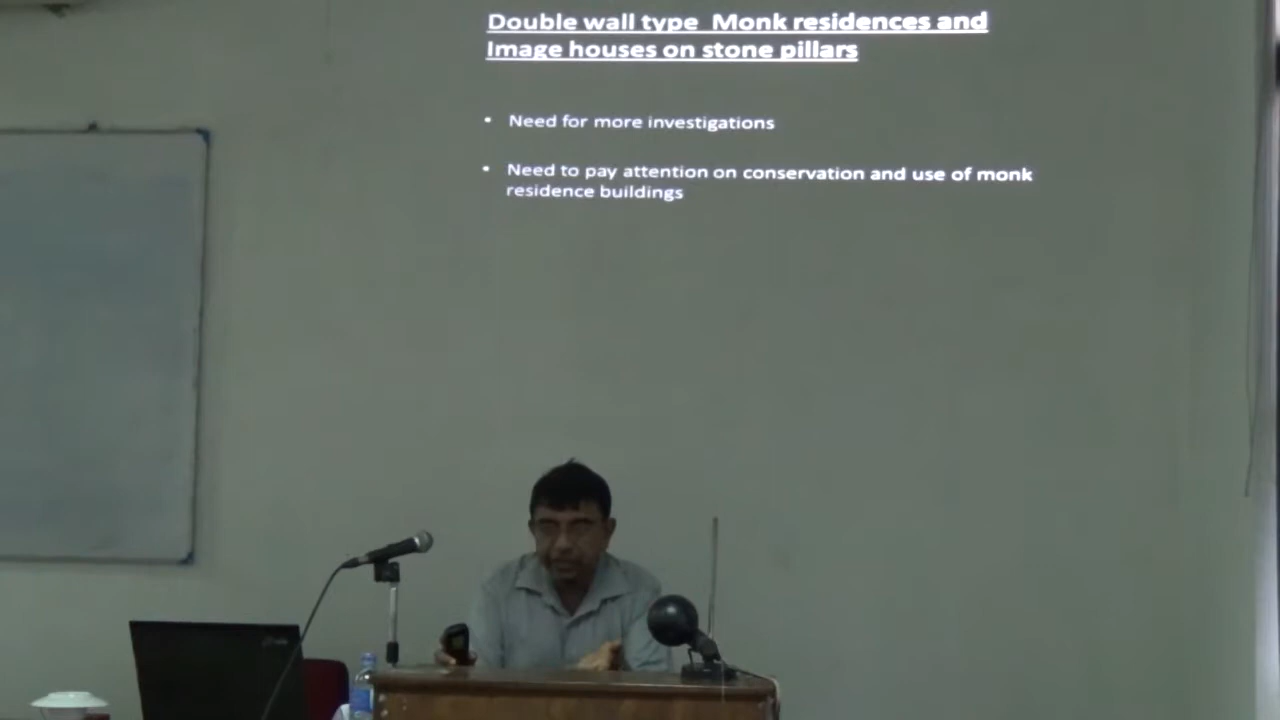 Double wall type Monk residences and
Image houses on stone pillars
• Need for more investigations
• Need to pay attention on conservation and use of monk
residence buildings